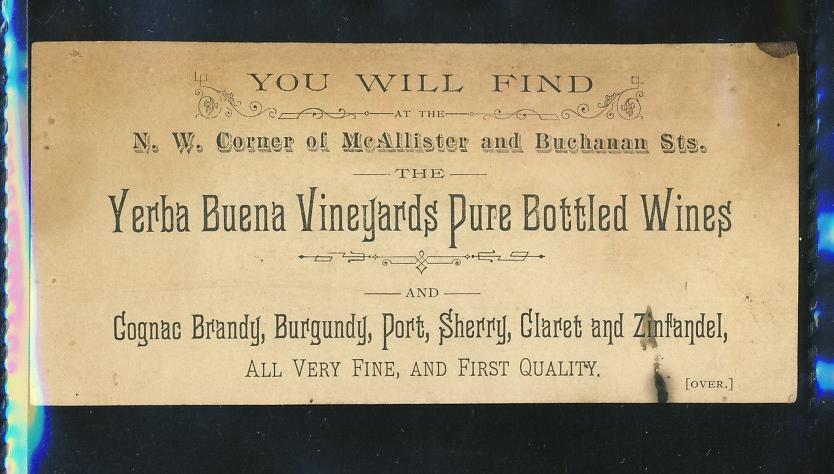 YOU WILL FIND
AT THE
N. W. Corner of McAllister and Buchanan Sts.
THE
Yerba Buena Vineyards Pure Bottled Wines
AND
Cognac Brandy, Burgundy, Port, Sherry, Claret and Zinfandel,
ALL VERY FINE, AND FIRST QUALITY.
[OVER.]